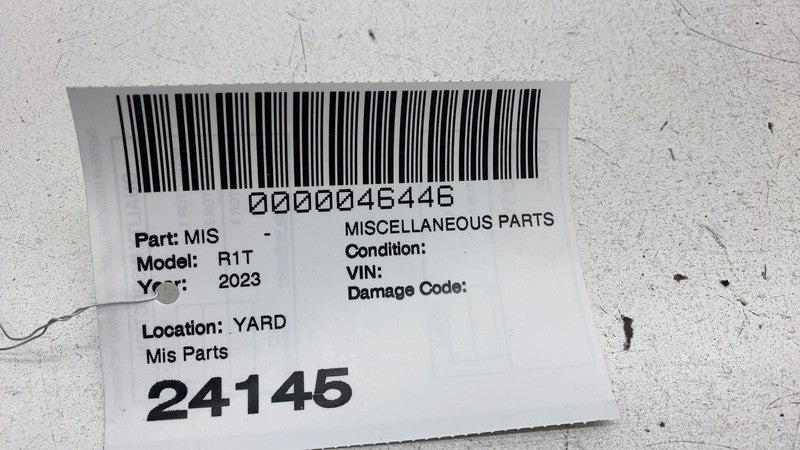 0000046446
Part: MIS - MISCELLANEOUS PARTS
Model: R1T Condition:
Year: 2023 VIN:
Damage Code:
Location: YARD
Mis Parts
24145